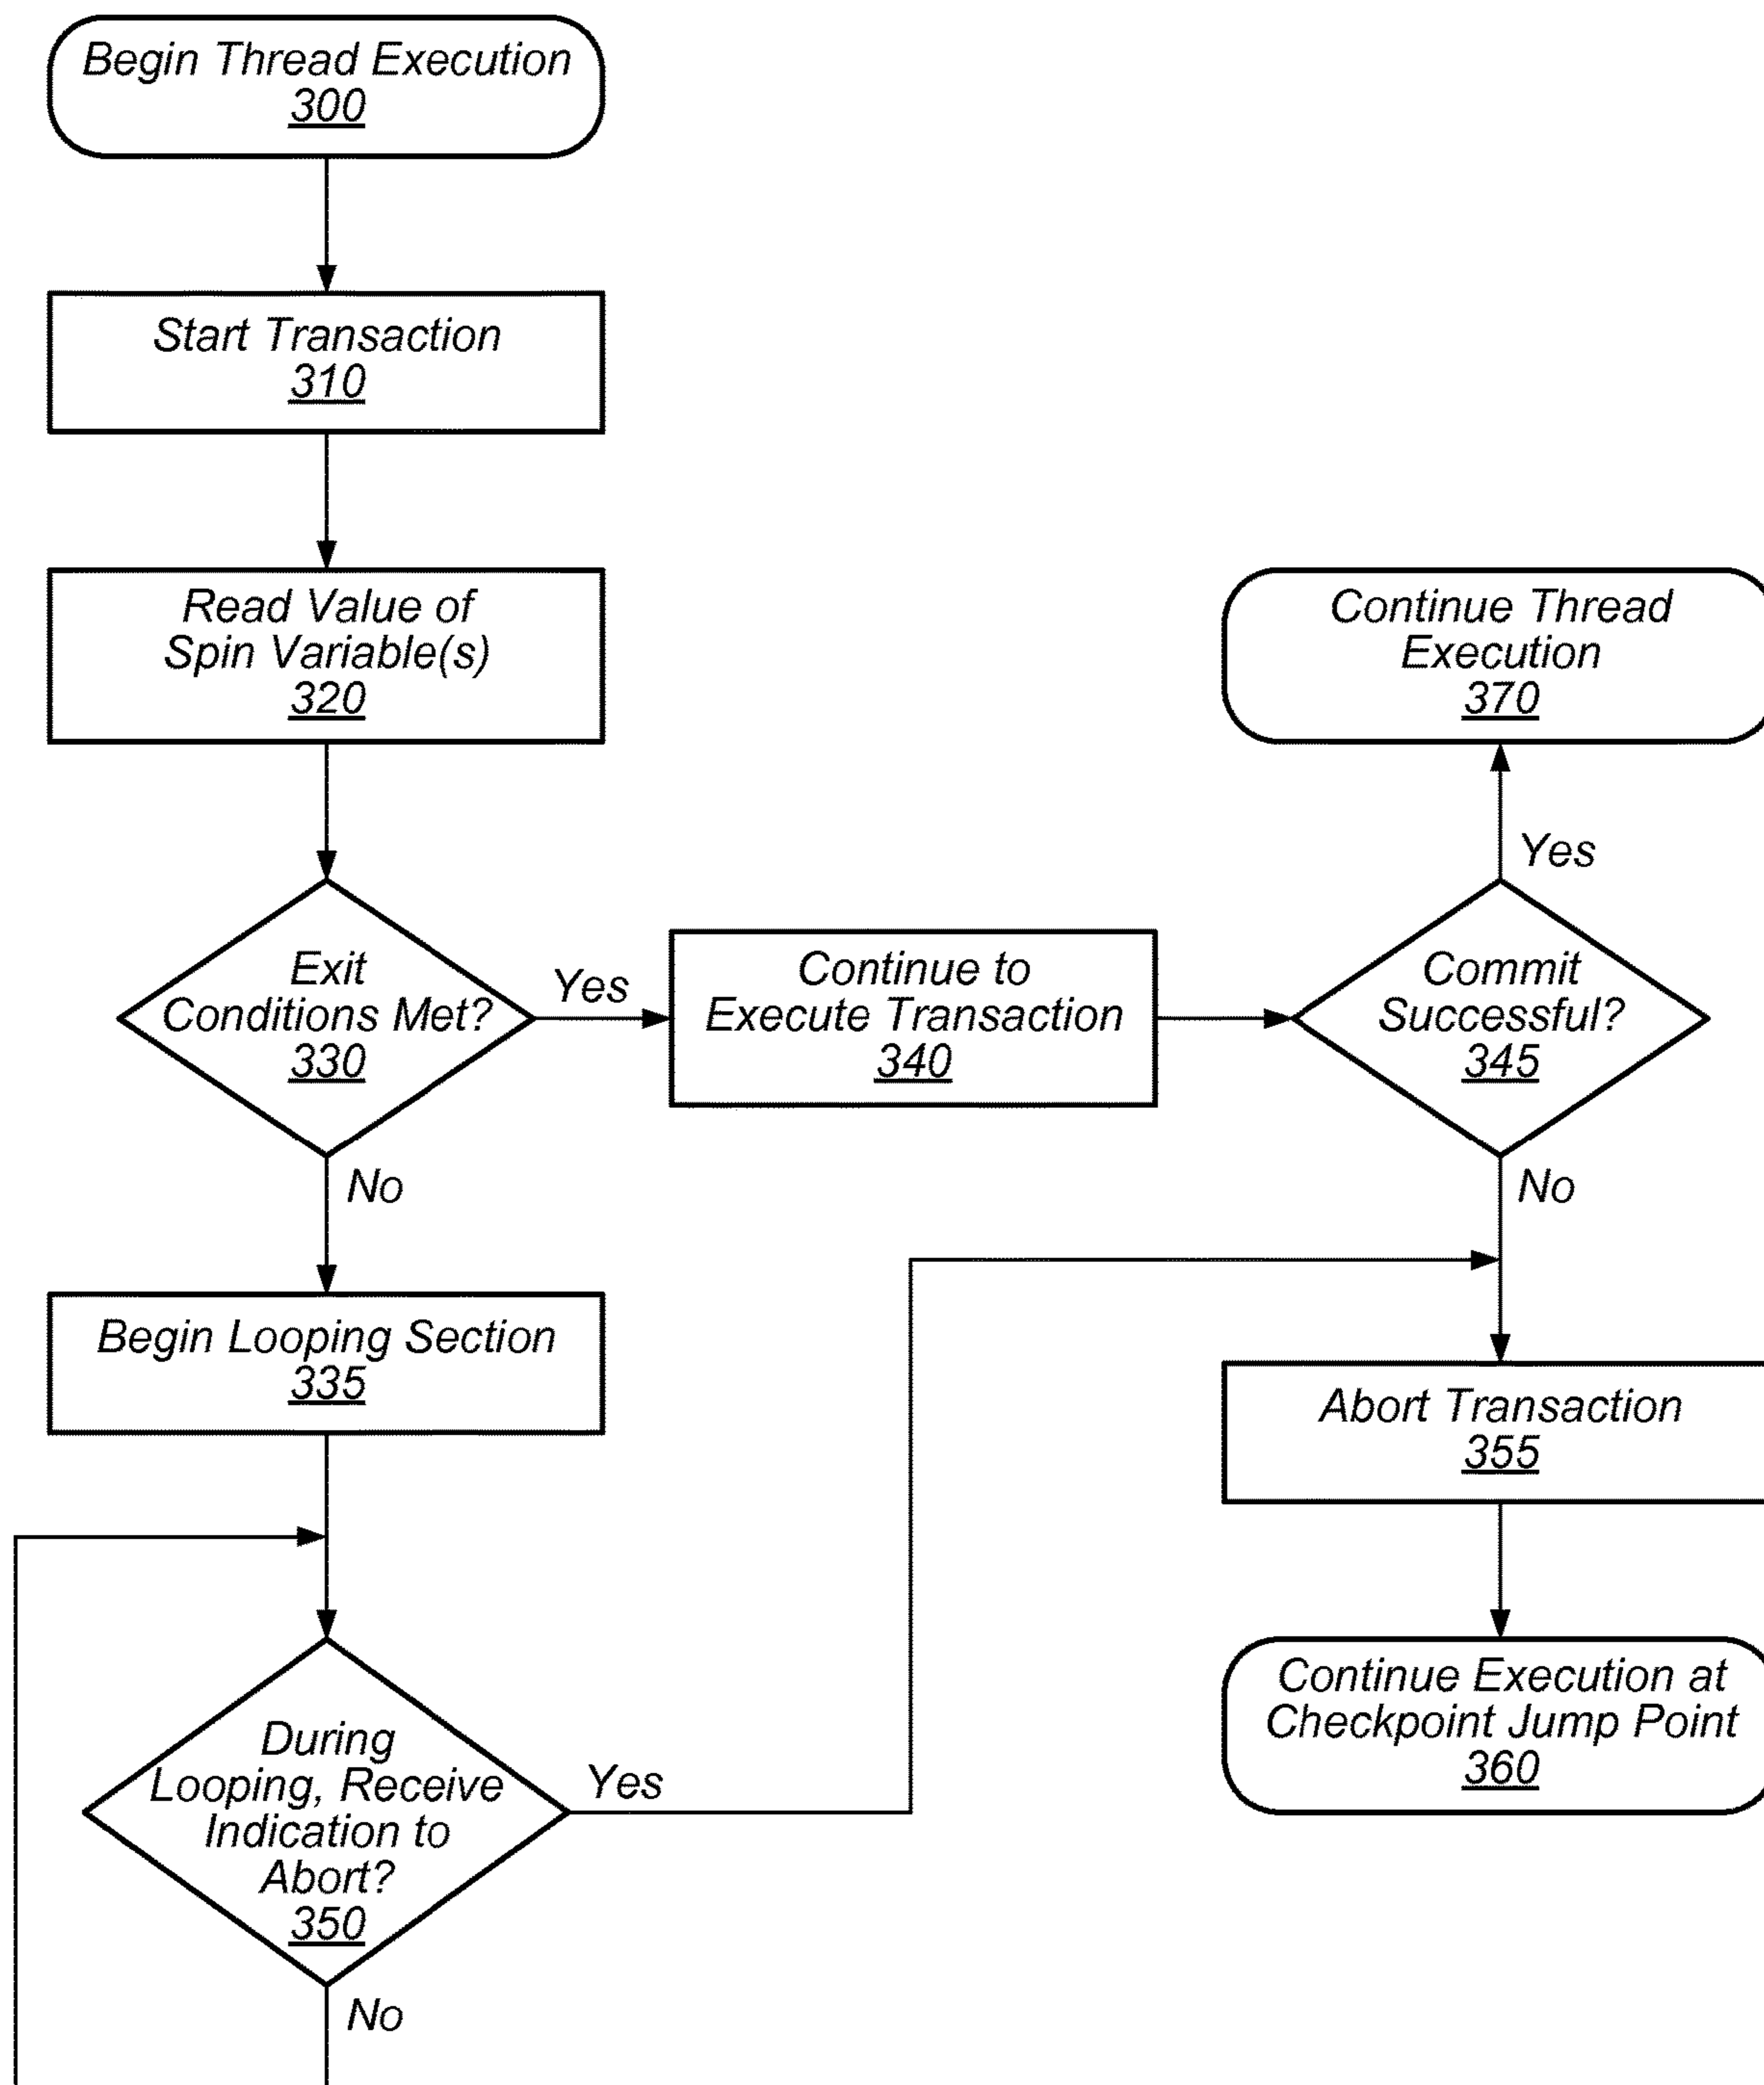 Begin Thread Execution
300
Start Transaction
310
Read Value of
Spin Variable(s)
320
Continue Thread
Execution
370
Yes
Exit
Conditions Met?
330
Yes
Continue to
Execute Transaction
340
Commit
Successful?
345
No
No
Begin Looping Section
335
Abort Transaction
355
During
Looping, Receive
Indication to
Abort?
350
Yes
Continue Execution at
Checkpoint Jump Point
360
No